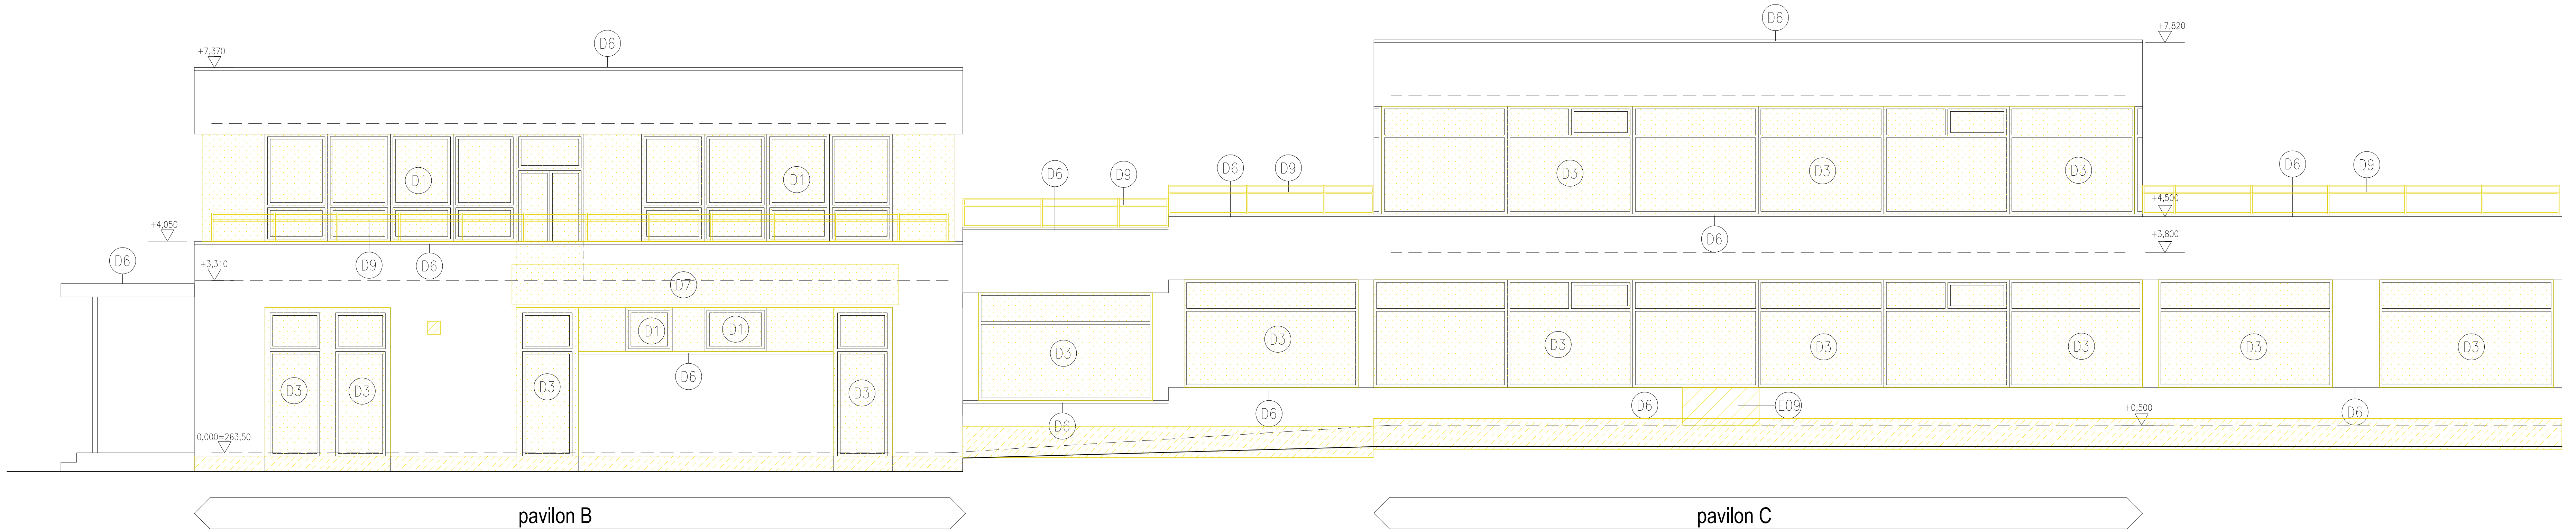 D6
+7,820
D6
+7,370
D6 D9 D6 D9 D3 D3 D3 D6 D9
D1 D1
+4,500
+4,050
D6 D9 D6 D6 +3,800
+3,310
D7
D1 D1
D3 D3 D3 D6 D3 D3 D3 D3 D3 D3 D3 D3
D6 D6 D6 E09 +0,500 D6
0,000=263,50
pavilon B pavilon C